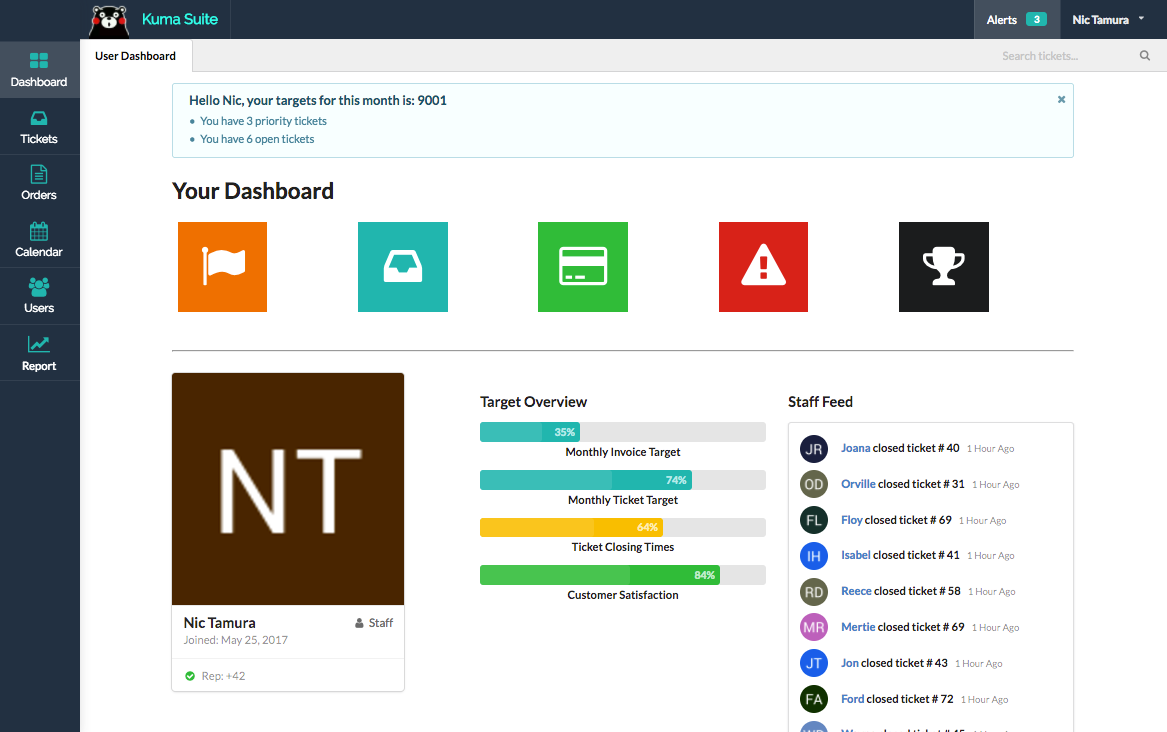 Kuma Suite
Alerts 3
Nic Tamura
Dashboard
Tickets
Orders
Calendar
Users
Report
User Dashboard
Search tickets...
Hello Nic, your targets for this month is: 9001
You have 3 priority tickets
You have 6 open tickets
Your Dashboard
NT
Nic Tamura
Staff
Joined: May 25, 2017
Rep: +42
Target Overview
35%
Monthly Invoice Target
74%
Monthly Ticket Target
64%
Ticket Closing Times
84%
Customer Satisfaction
Staff Feed
JR Joana closed ticket # 40 1 Hour Ago
OD Orville closed ticket # 31 1 Hour Ago
FL Floy closed ticket # 69 1 Hour Ago
IH Isabel closed ticket # 41 1 Hour Ago
RD Reece closed ticket # 58 1 Hour Ago
MR Mertie closed ticket # 69 1 Hour Ago
JT Jon closed ticket # 43 1 Hour Ago
FA Ford closed ticket # 72 1 Hour Ago